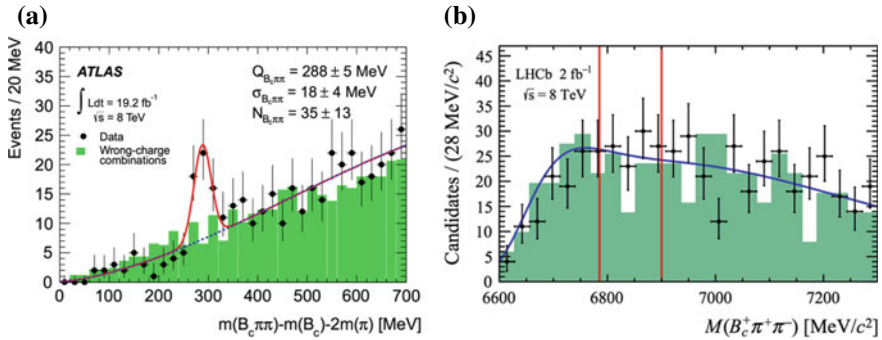 (a)
Events / 20 MeV
40
35
30
25
20
15
10
5
0
ATLAS
∫ Ldt = 19.2 fb⁻¹
√s = 8 TeV
Data
Wrong-charge
combinations
Q_{B_cππ} = 288 ± 5 MeV
σ_{B_cππ} = 18 ± 4 MeV
N_{B_cππ} = 35 ± 13
0 100 200 300 400 500 600 700
m(B_cππ)-m(B_c)-2m(π) [MeV]
(b)
Candidates / (28 MeV/c²)
45
40
35
30
25
20
15
10
5
0
LHCb 2 fb⁻¹
√s = 8 TeV
6600 6800 7000 7200
M(B_c⁺π⁺π⁻) [MeV/c²]